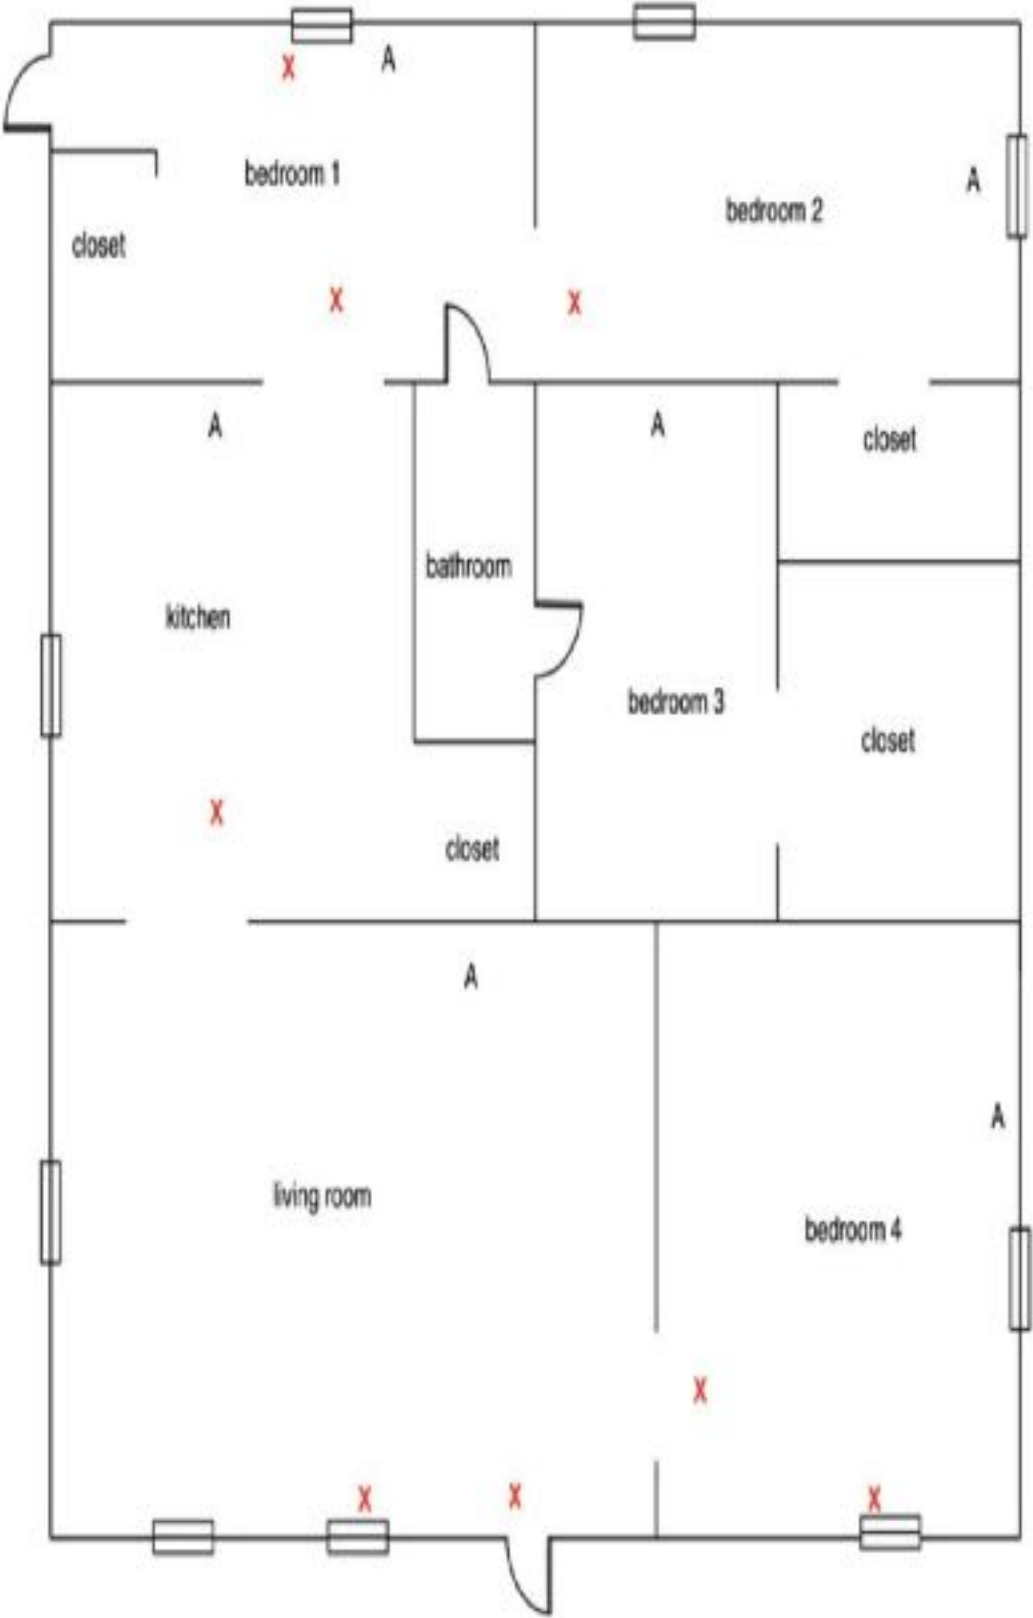 A
X
bedroom 1
A
bedroom 2
closet
X
X
A
A
closet
bathroom
kitchen
bedroom 3
closet
X
closet
A
A
living room
bedroom 4
X
X
X
X